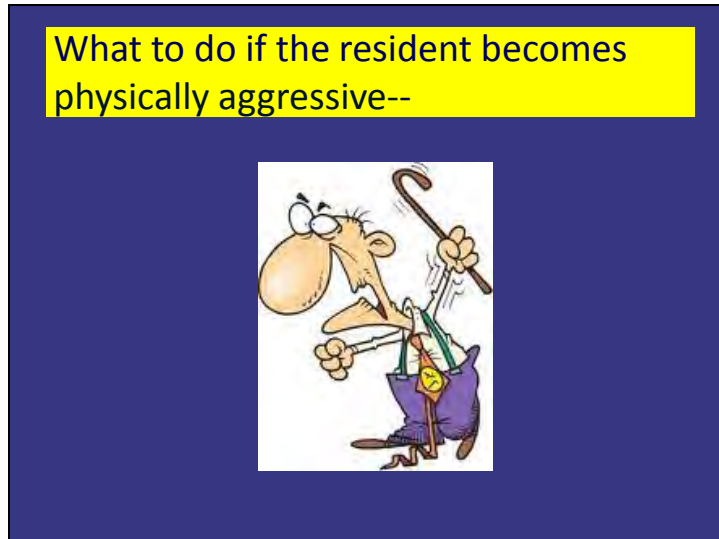 What to do if the resident becomes
physically aggressive--